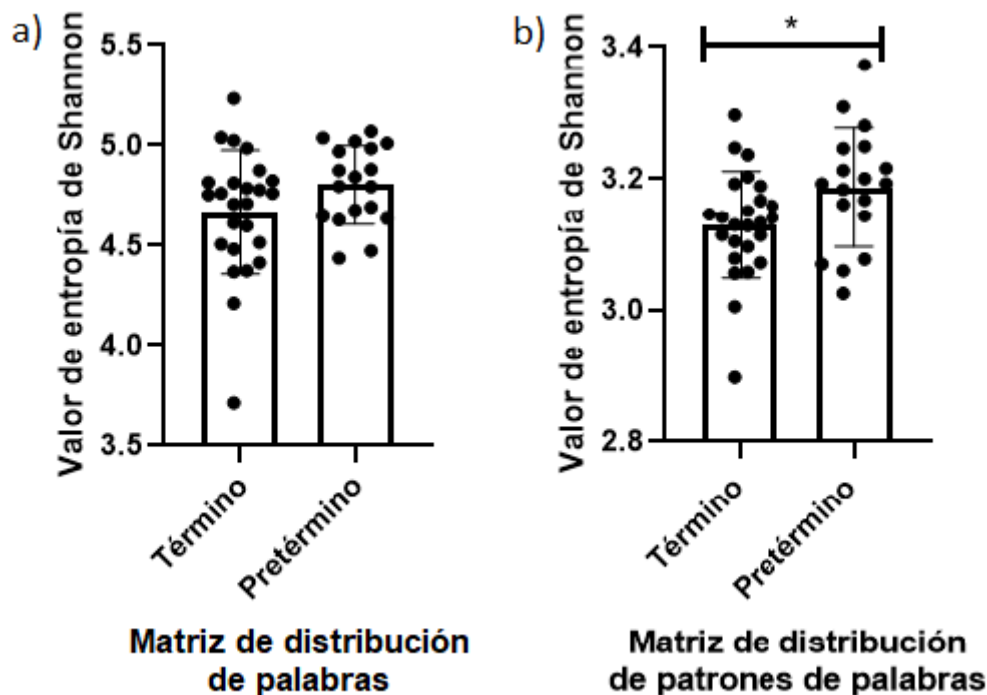 a)
Valor de entropía de Shannon
5.5
5.0
4.5
4.0
3.5
Término
Pretérmino
Matriz de distribución
de palabras
b)
Valor de entropía de Shannon
3.4
3.2
3.0
2.8
*
Término
Pretérmino
Matriz de distribución
de patrones de palabras